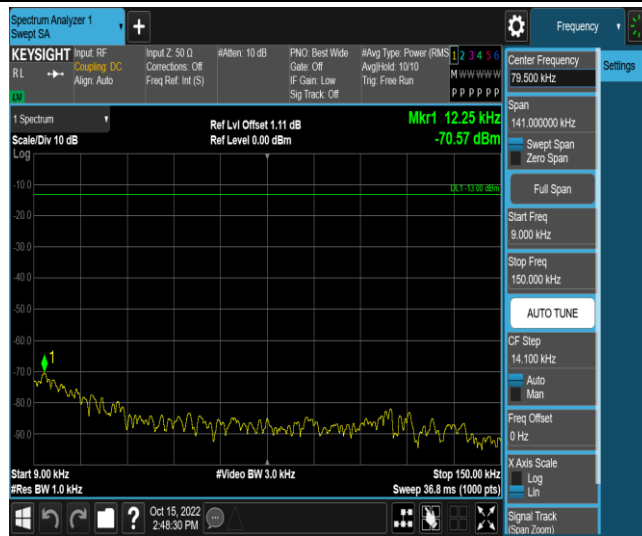 Spectrum Analyzer 1
Swept SA
+
Frequency
KEYSIGHT
RL
Input: RF
Coupling: DC
Align: Auto
Input Z: 50 Ω
Corrections: Off
Freq Ref: Int (S)
#Atten: 10 dB
PNO: Best Wide
Gate: Off
IF Gain: Low
Sig Track: Off
#Avg Type: Power (RMS
Avg|Hold: 10/10
Trig: Free Run
1 2 3 4 5 6
M W W W W W
P P P P P P
LW
1 Spectrum
Scale/Div 10 dB
Log
Ref Lvl Offset 1.11 dB
Ref Level 0.00 dBm
Mkr1 12.25 kHz
-70.57 dBm
DL1 -13.00 dBm
-10.0
-20.0
-30.0
-40.0
-50.0
-60.0
-70.0
-80.0
-90.0
1
Start 9.00 kHz
#Res BW 1.0 kHz
#Video BW 3.0 kHz
Stop 150.00 kHz
Sweep 36.8 ms (1000 pts)
?
Oct 15, 2022
2:48:30 PM
Center Frequency
79.500 kHz
Settings
Span
141.000000 kHz
Swept Span
Zero Span
Full Span
Start Freq
9.000 kHz
Stop Freq
150.000 kHz
AUTO TUNE
CF Step
14.100 kHz
Auto
Man
Freq Offset
0 Hz
X Axis Scale
Log
Lin
Signal Track
(Span Zoom)